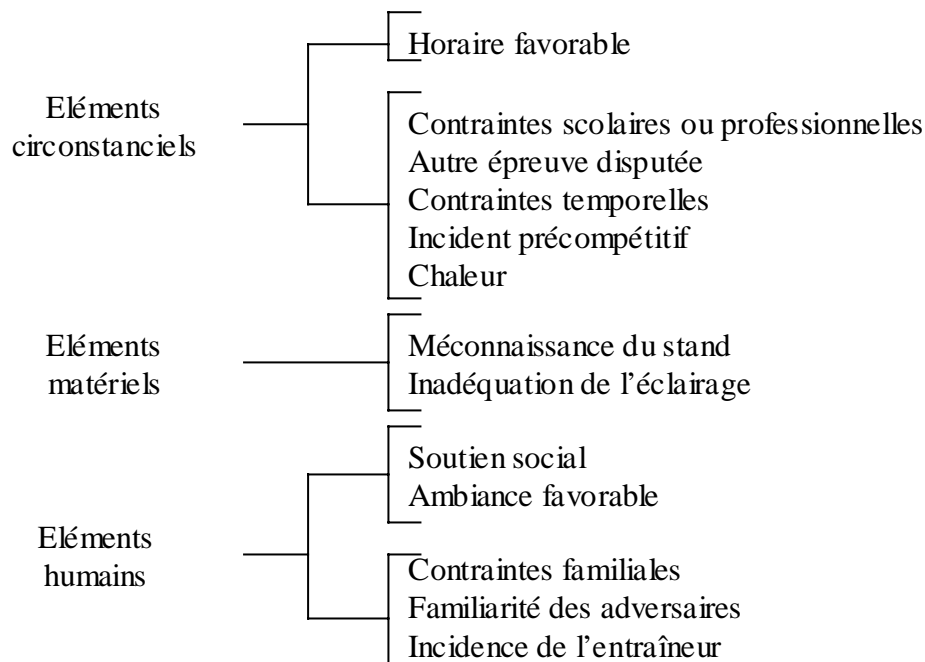 Horaire favorable
Eléments
circonstanciels
Contraintes scolaires ou professionnelles
Autre épreuve disputée
Contraintes temporelles
Incident précompétitif
Chaleur
Eléments
matériels
Méconnaissance du stand
Inadéquation de l’éclairage
Soutien social
Ambiance favorable
Eléments
humains
Contraintes familiales
Familiarité des adversaires
Incidence de l’entraîneur